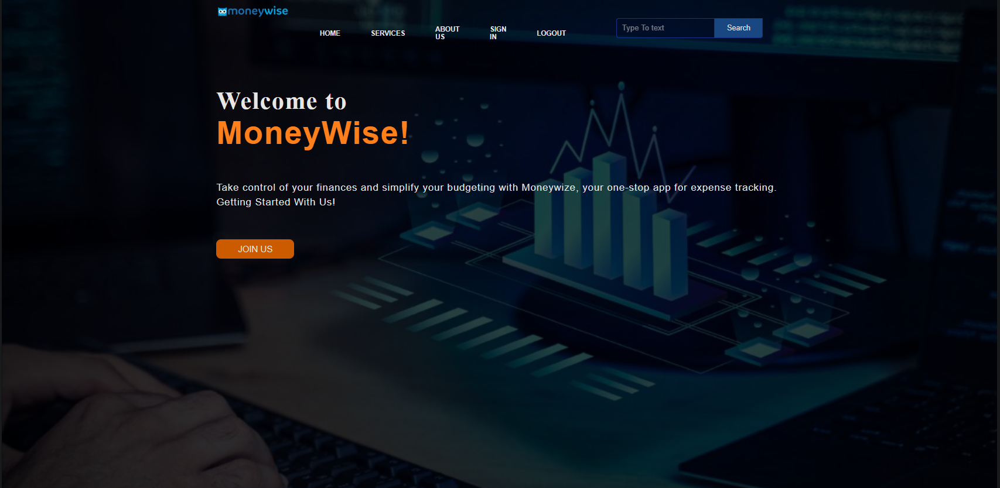 moneywise
HOME
SERVICES
ABOUT
US
SIGN
IN
LOGOUT
Type To text
Search
Welcome to
MoneyWise!
Take control of your finances and simplify your budgeting with Moneywize, your one-stop app for expense tracking.
Getting Started With Us!
JOIN US